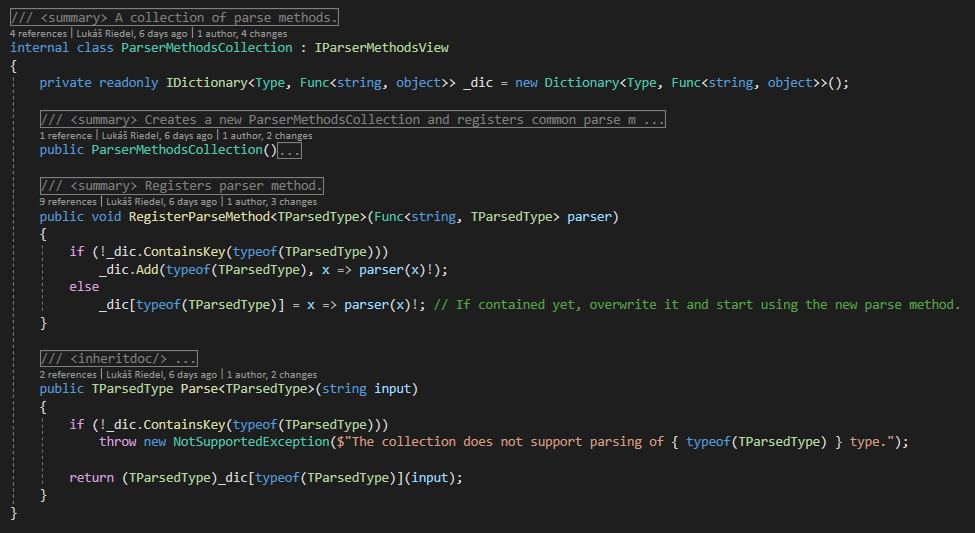 /// <summary> A collection of parse methods.
4 references | Lukáš Riedel, 6 days ago | 1 author, 4 changes
internal class ParserMethodsCollection : IParserMethodsView
{
private readonly IDictionary<Type, Func<string, object>> _dic = new Dictionary<Type, Func<string, object>>();
/// <summary> Creates a new ParserMethodsCollection and registers common parse m ...
1 reference | Lukáš Riedel, 6 days ago | 1 author, 2 changes
public ParserMethodsCollection()...
/// <summary> Registers parser method.
9 references | Lukáš Riedel, 6 days ago | 1 author, 3 changes
public void RegisterParseMethod<TParsedType>(Func<string, TParsedType> parser)
{
if (!_dic.ContainsKey(typeof(TParsedType)))
_dic.Add(typeof(TParsedType), x => parser(x)!);
else
_dic[typeof(TParsedType)] = x => parser(x)!; // If contained yet, overwrite it and start using the new parse method.
}
/// <inheritdoc/> ...
2 references | Lukáš Riedel, 6 days ago | 1 author, 2 changes
public TParsedType Parse<TParsedType>(string input)
{
if (!_dic.ContainsKey(typeof(TParsedType)))
throw new NotSupportedException($"The collection does not support parsing of { typeof(TParsedType) } type.");
return (TParsedType)_dic[typeof(TParsedType)](input);
}
}